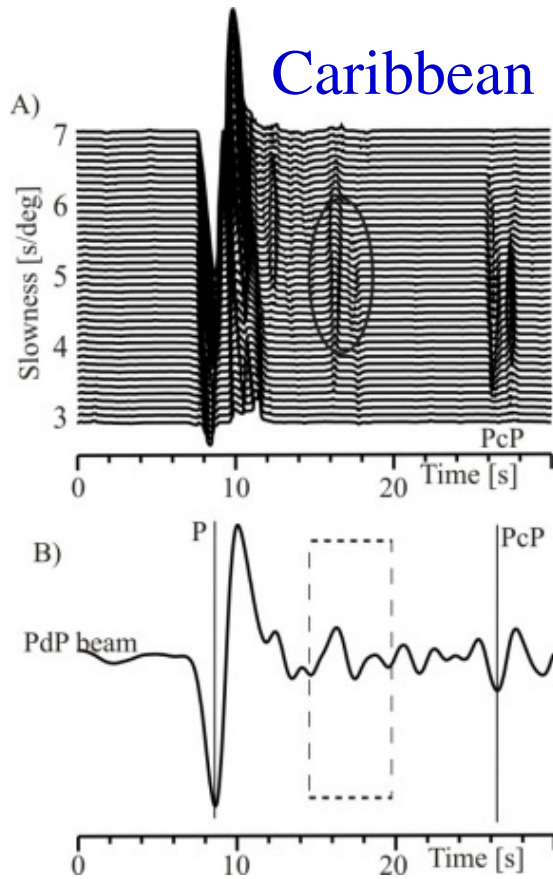 Caribbean
A)
7
6
5
4
3
Slowness [s/deg]
PcP
0 10 20 Time [s]
B)
P
PcP
PdP beam
0 10 20 Time [s]